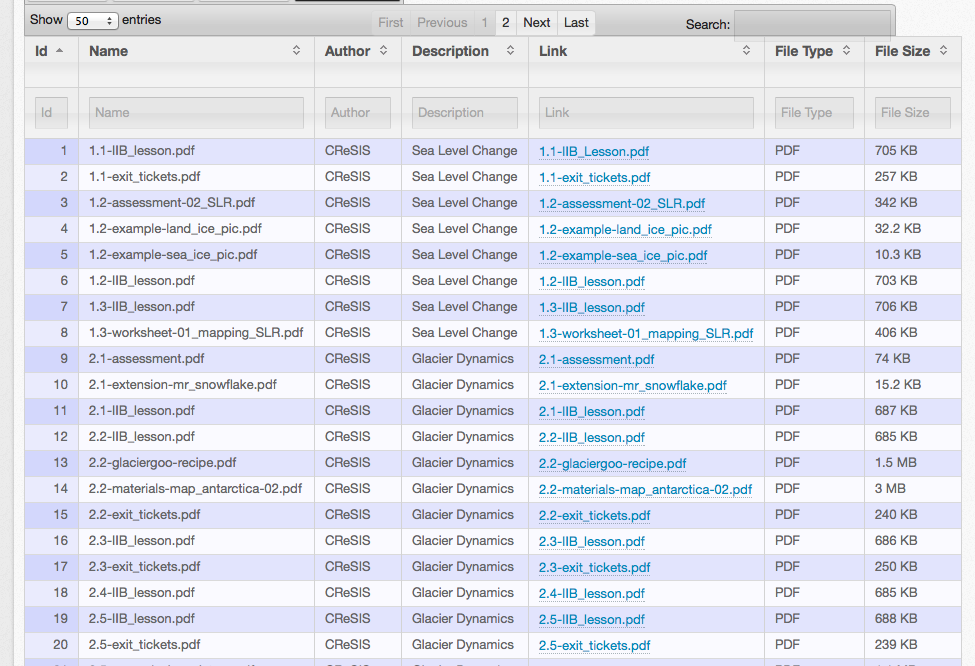 Show 50 entries First Previous 1 2 Next Last Search:
Id Name Author Description Link File Type File Size
Id Name Author Description Link File Type File Size
1 1.1-IIB_lesson.pdf CReSIS Sea Level Change 1.1-IIB_Lesson.pdf PDF 705 KB
2 1.1-exit_tickets.pdf CReSIS Sea Level Change 1.1-exit_tickets.pdf PDF 257 KB
3 1.2-assessment-02_SLR.pdf CReSIS Sea Level Change 1.2-assessment-02_SLR.pdf PDF 342 KB
4 1.2-example-land_ice_pic.pdf CReSIS Sea Level Change 1.2-example-land_ice_pic.pdf PDF 32.2 KB
5 1.2-example-sea_ice_pic.pdf CReSIS Sea Level Change 1.2-example-sea_ice_pic.pdf PDF 10.3 KB
6 1.2-IIB_lesson.pdf CReSIS Sea Level Change 1.2-IIB_lesson.pdf PDF 703 KB
7 1.3-IIB_lesson.pdf CReSIS Sea Level Change 1.3-IIB_lesson.pdf PDF 706 KB
8 1.3-worksheet-01_mapping_SLR.pdf CReSIS Sea Level Change 1.3-worksheet-01_mapping_SLR.pdf PDF 406 KB
9 2.1-assessment.pdf CReSIS Glacier Dynamics 2.1-assessment.pdf PDF 74 KB
10 2.1-extension-mr_snowflake.pdf CReSIS Glacier Dynamics 2.1-extension-mr_snowflake.pdf PDF 15.2 KB
11 2.1-IIB_lesson.pdf CReSIS Glacier Dynamics 2.1-IIB_lesson.pdf PDF 687 KB
12 2.2-IIB_lesson.pdf CReSIS Glacier Dynamics 2.2-IIB_lesson.pdf PDF 685 KB
13 2.2-glaciergoo-recipe.pdf CReSIS Glacier Dynamics 2.2-glaciergoo-recipe.pdf PDF 1.5 MB
14 2.2-materials-map_antarctica-02.pdf CReSIS Glacier Dynamics 2.2-materials-map_antarctica-02.pdf PDF 3 MB
15 2.2-exit_tickets.pdf CReSIS Glacier Dynamics 2.2-exit_tickets.pdf PDF 240 KB
16 2.3-IIB_lesson.pdf CReSIS Glacier Dynamics 2.3-IIB_lesson.pdf PDF 686 KB
17 2.3-exit_tickets.pdf CReSIS Glacier Dynamics 2.3-exit_tickets.pdf PDF 250 KB
18 2.4-IIB_lesson.pdf CReSIS Glacier Dynamics 2.4-IIB_lesson.pdf PDF 685 KB
19 2.5-IIB_lesson.pdf CReSIS Glacier Dynamics 2.5-IIB_lesson.pdf PDF 688 KB
20 2.5-exit_tickets.pdf CReSIS Glacier Dynamics 2.5-exit_tickets.pdf PDF 239 KB